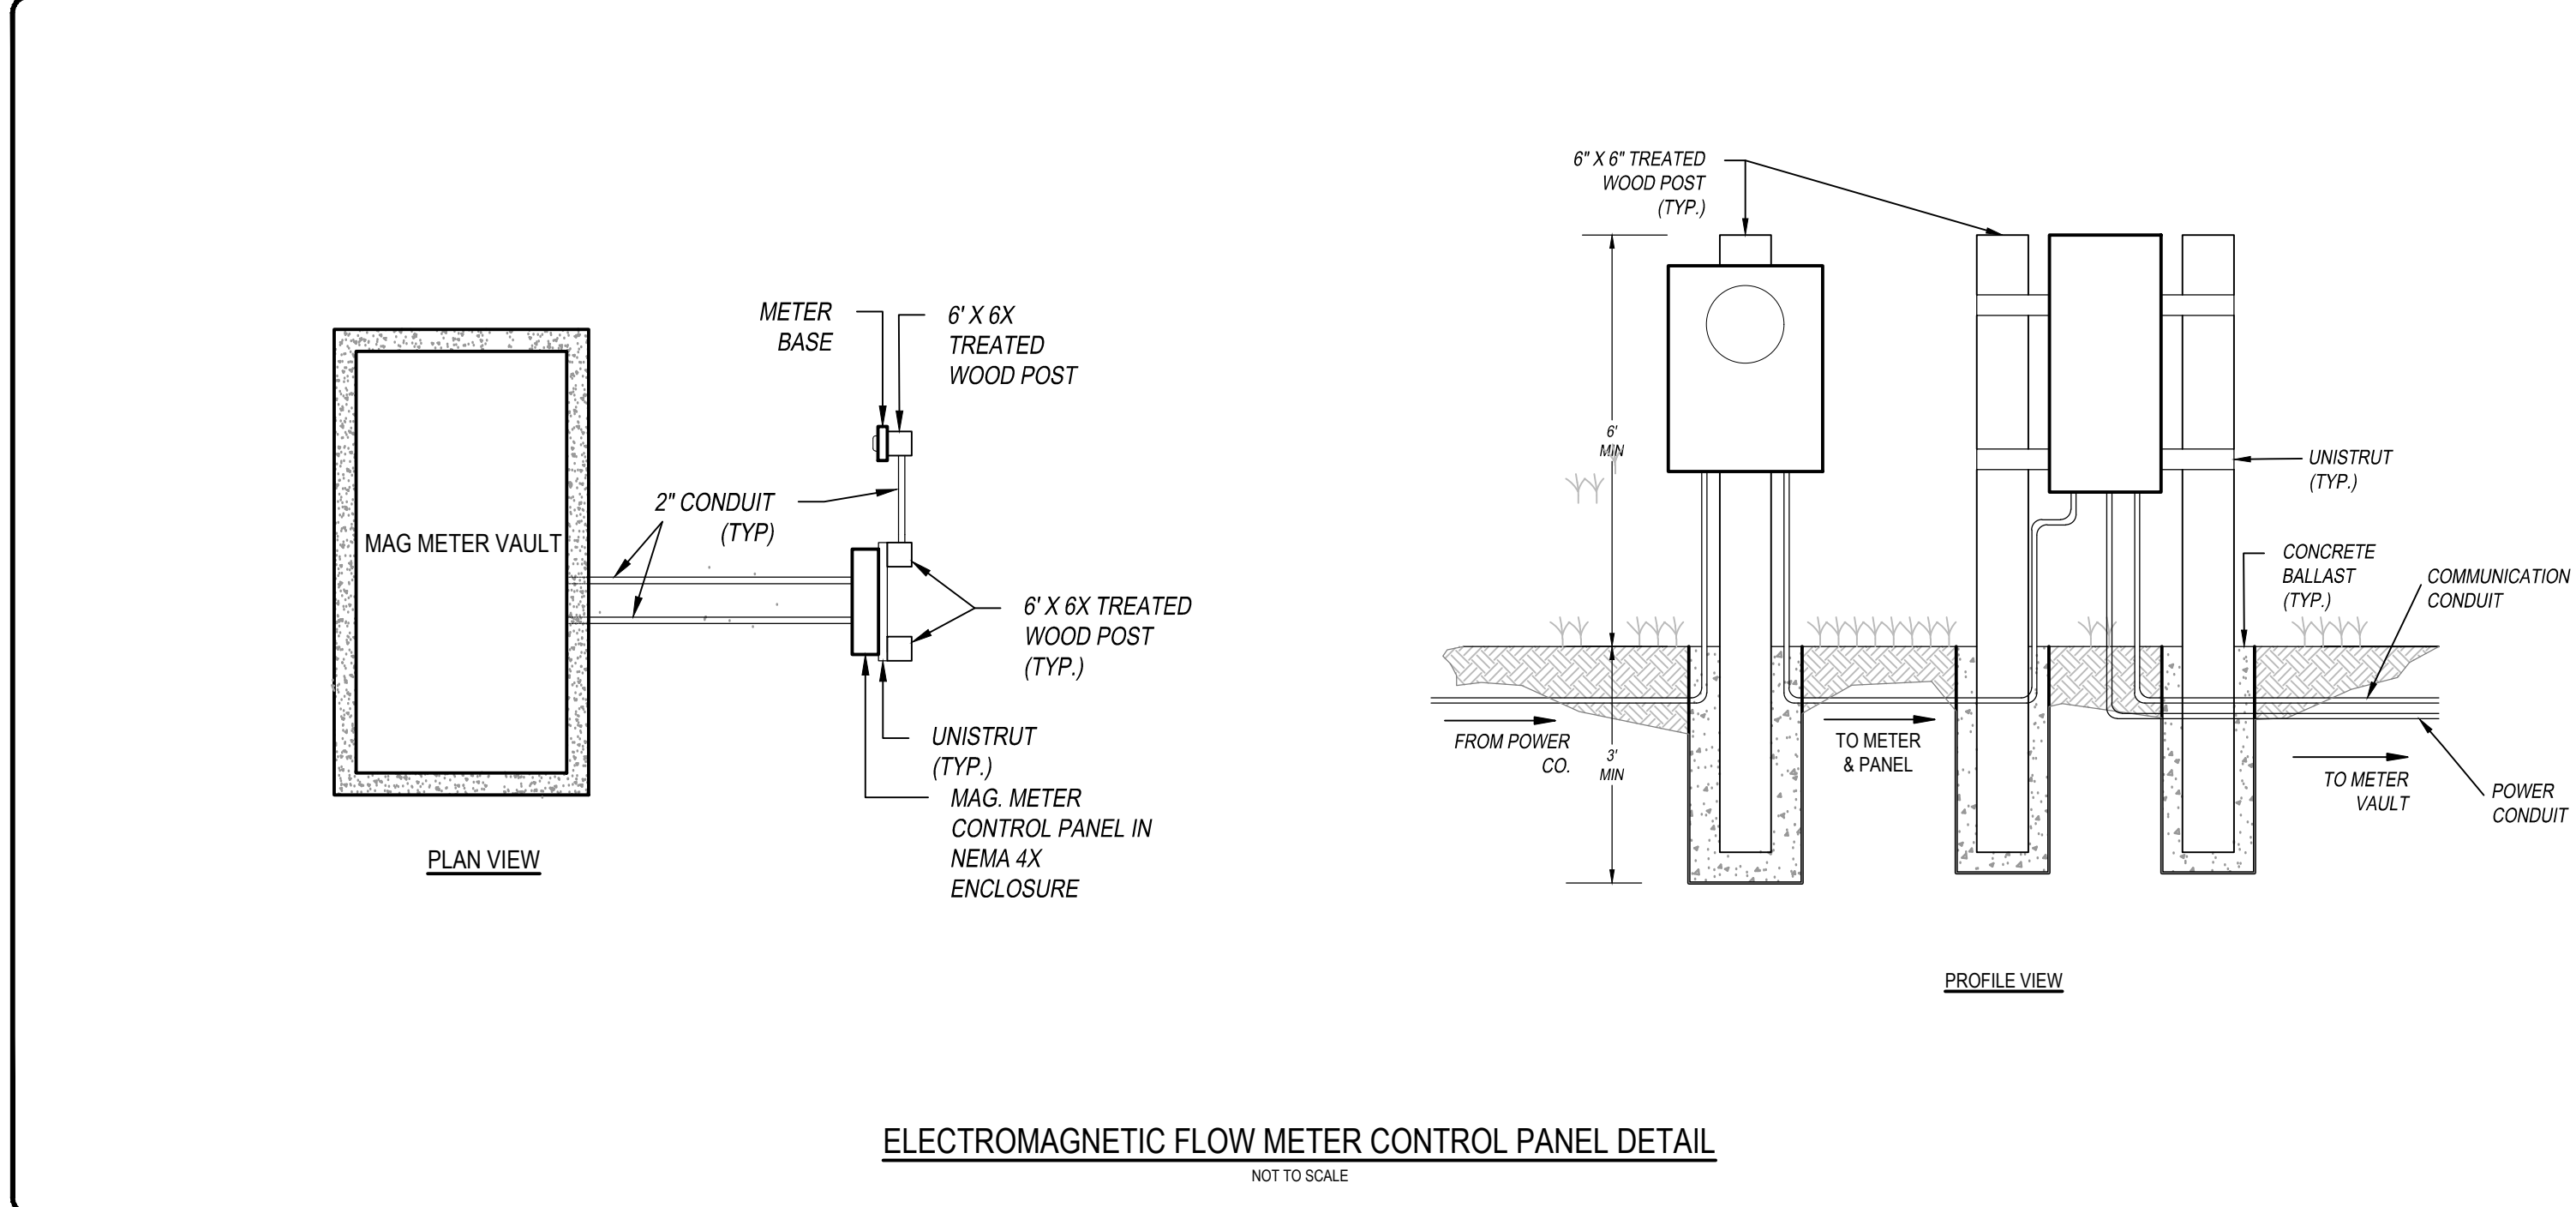 METER
BASE
6' X 6X
TREATED
WOOD POST
2" CONDUIT
(TYP)
MAG METER VAULT
6' X 6X TREATED
WOOD POST
(TYP.)
UNISTRUT
(TYP.)
MAG. METER
CONTROL PANEL IN
NEMA 4X
ENCLOSURE
PLAN VIEW
6" X 6" TREATED
WOOD POST
(TYP.)
6'
MIN
UNISTRUT
(TYP.)
CONCRETE
BALLAST
(TYP.)
COMMUNICATION
CONDUIT
FROM POWER
CO.
3'
MIN
TO METER
& PANEL
TO METER
VAULT
POWER
CONDUIT
PROFILE VIEW
ELECTROMAGNETIC FLOW METER CONTROL PANEL DETAIL
NOT TO SCALE